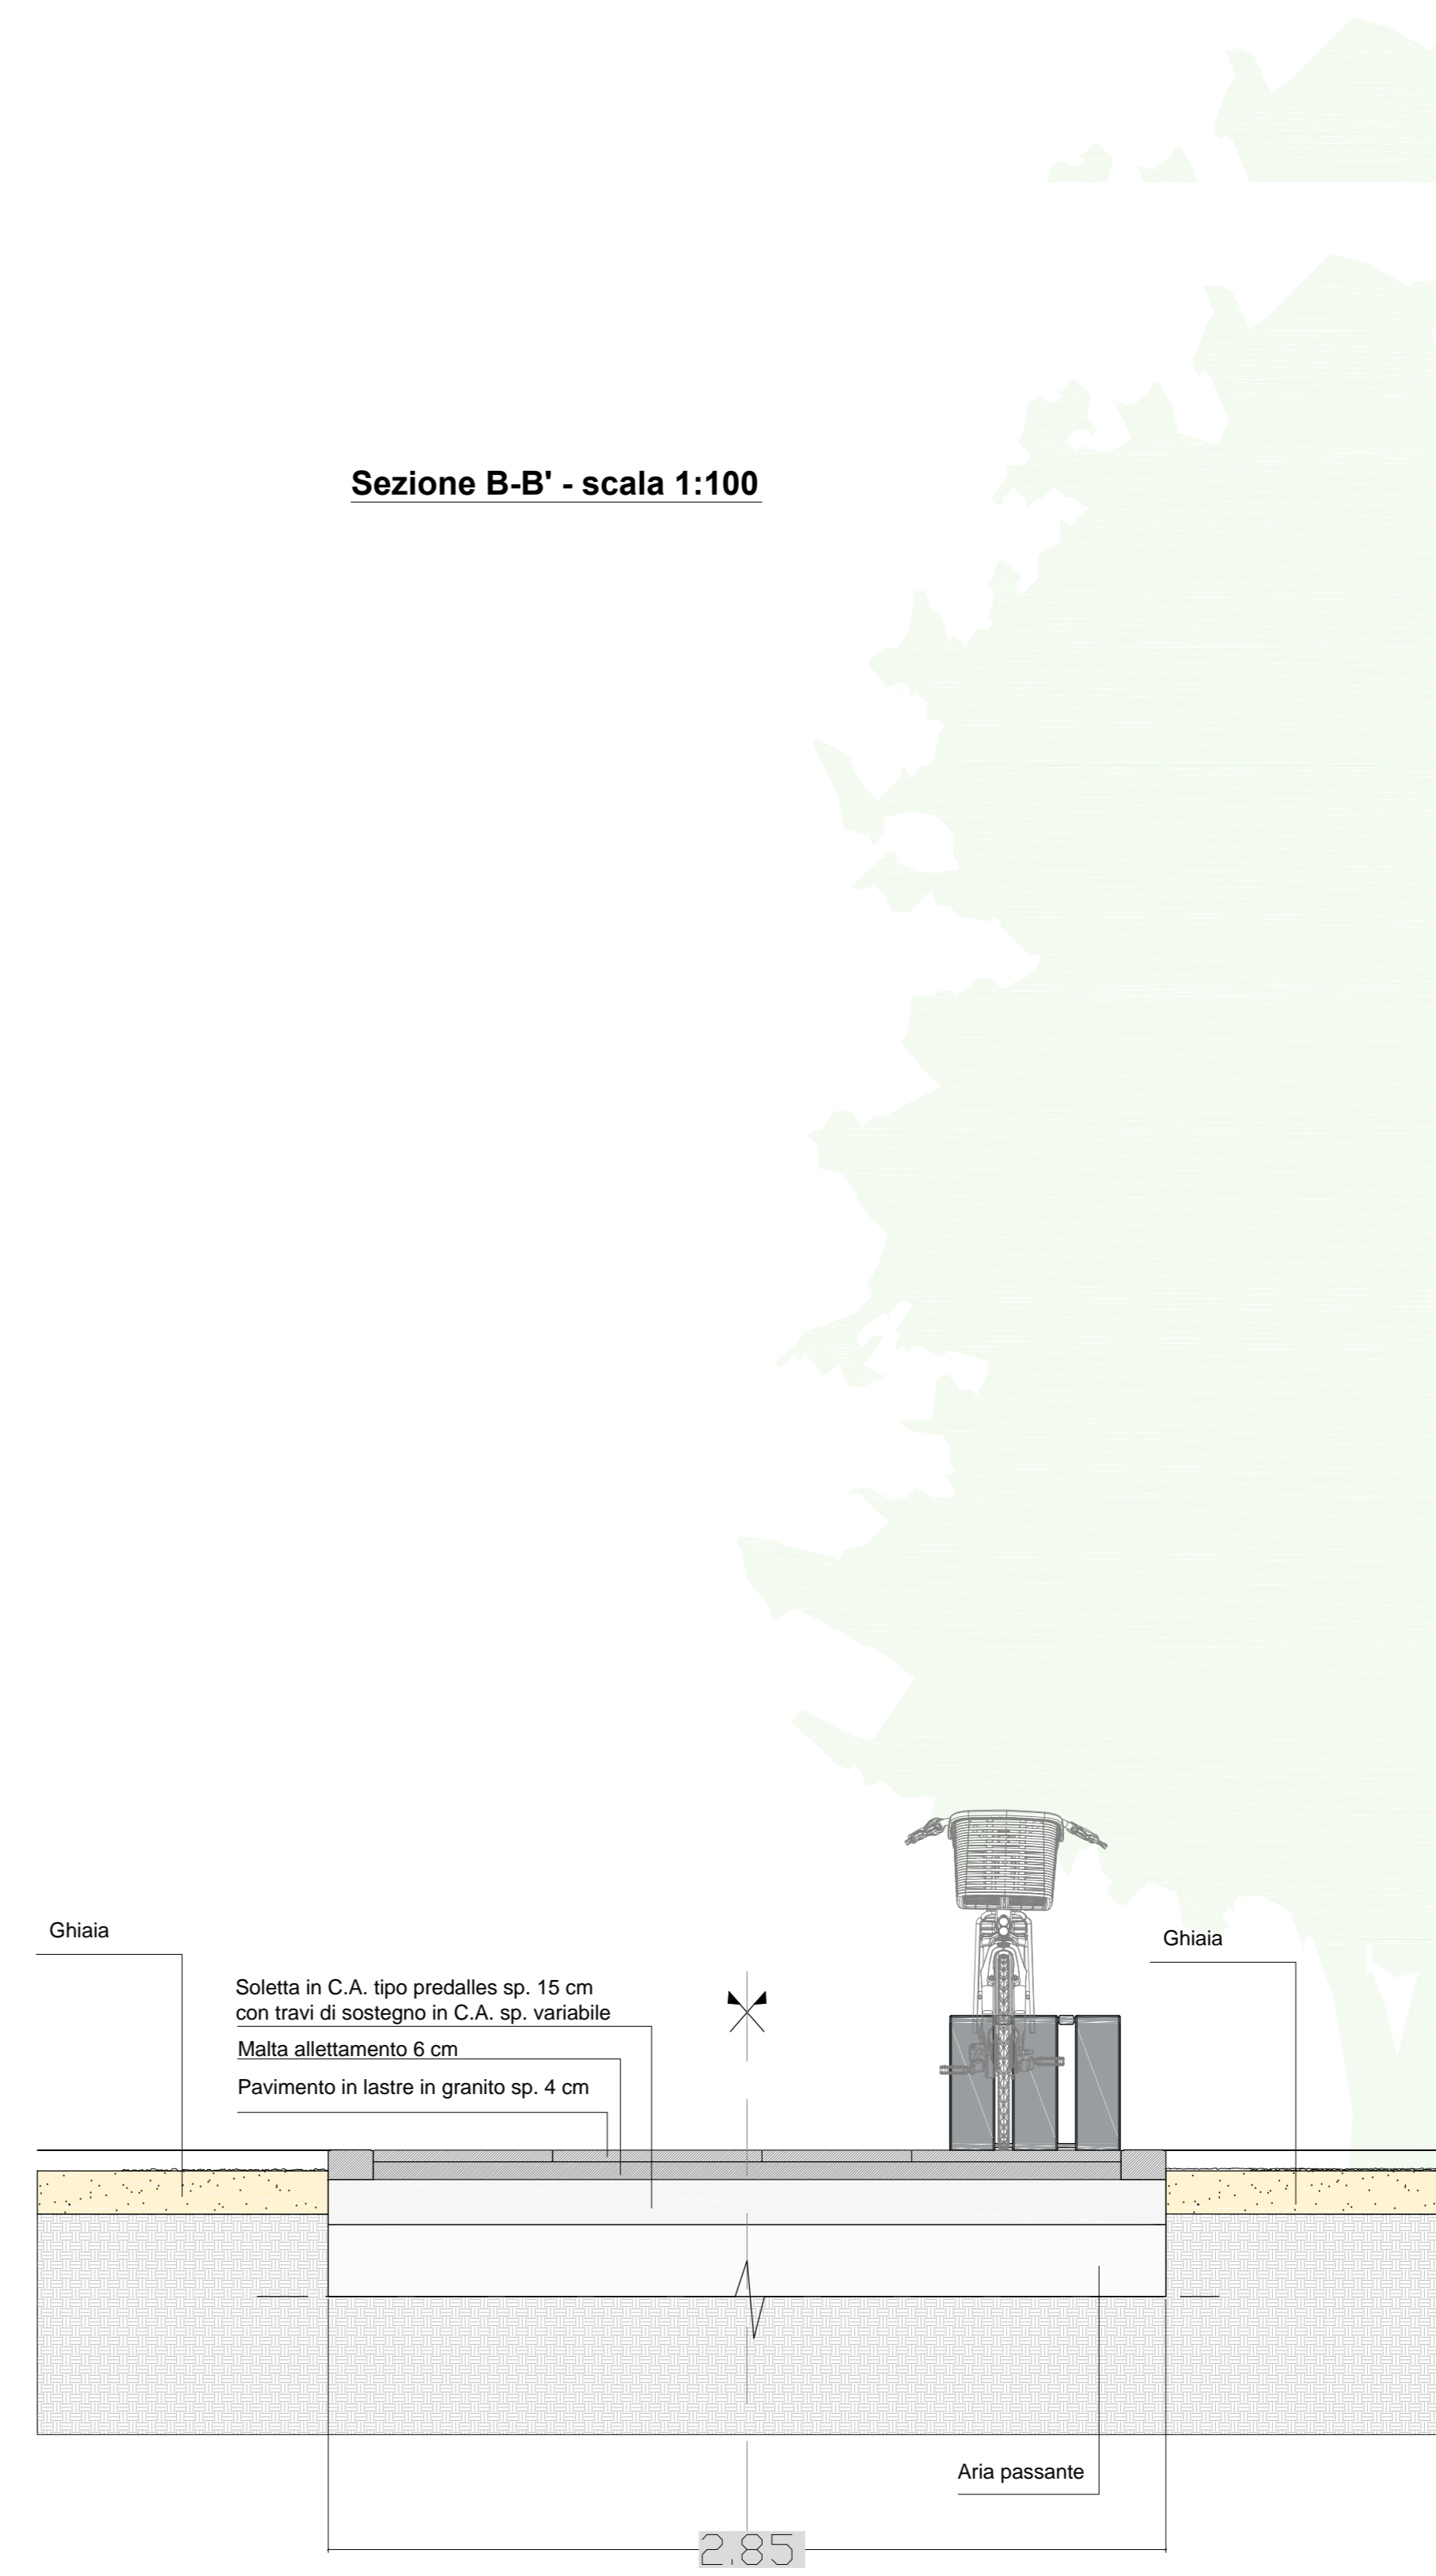 Sezione B-B' - scala 1:100
Ghiaia
Ghiaia
Soletta in C.A. tipo predalles sp. 15 cm
con travi di sostegno in C.A. sp. variabile
Malta allettamento 6 cm
Pavimento in lastre in granito sp. 4 cm
Aria passante
2.85